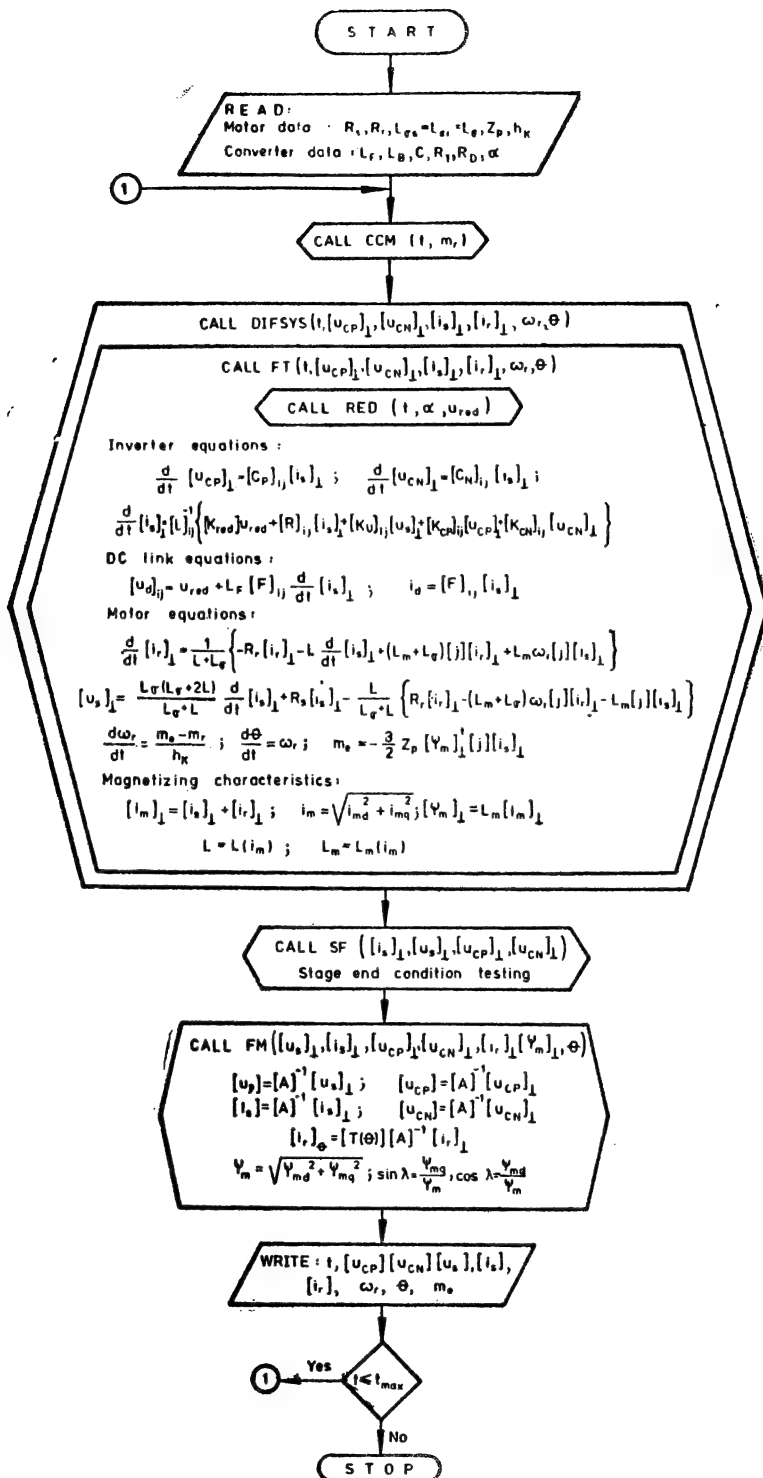 START
READ:
Motor data · R_s, R_r, L_σs = L_σr = L_σ, Z_p, h_K
Converter data : L_F, L_B, C, R_T, R_D, α
1
CALL CCM (t, m_r)
CALL DIFSYS(t,[u_CP]_⊥,[u_CN]_⊥,[i_s]_⊥,[i_r]_⊥, ω_r, θ)
CALL FT(t,[u_CP]_⊥,[u_CN]_⊥,[i_s]_⊥,[i_r]_⊥, ω_r, θ)
CALL RED (t, α, u_red)
Inverter equations :
d/dt [u_CP]_⊥ = [C_P]_ij [i_s]_⊥ ; d/dt [u_CN]_⊥ = [C_N]_ij [i_s]_⊥ ;
d/dt [i_s]_⊥ = [L]_ij^-1 {[K_red]u_red + [R]_ij [i_s]_⊥ + [K_U]_ij [u_s]_⊥ + [K_CP]_ij [u_CP]_⊥ + [K_CN]_ij [u_CN]_⊥}
DC link equations :
[u_d]_ij = u_red + L_F [F]_ij d/dt [i_s]_⊥ ; i_d = [F]_ij [i_s]_⊥
Motor equations :
d/dt [i_r]_⊥ = 1/(L+L_σ) {-R_r [i_r]_⊥ - L d/dt [i_s]_⊥ + (L_m + L_σ) [j] [i_r]_⊥ + L_m ω_r [j] [i_s]_⊥}
[u_s]_⊥ = L_σ(L_σ+2L)/(L_σ+L) d/dt [i_s]_⊥ + R_s [i_s]_⊥ - L/(L_σ+L) {R_r [i_r]_⊥ - (L_m+L_σ) ω_r [j] [i_r]_⊥ - L_m [j] [i_s]_⊥}
dω_r/dt = (m_e - m_r)/h_K ; dθ/dt = ω_r ; m_e = -3/2 Z_p [Ψ_m]_⊥^t [j] [i_s]_⊥
Magnetizing characteristics :
[i_m]_⊥ = [i_s]_⊥ + [i_r]_⊥ ; i_m = √(i_md^2 + i_mq^2) ; [Ψ_m]_⊥ = L_m [i_m]_⊥
L = L(i_m) ; L_m = L_m(i_m)
CALL SF ([i_s]_⊥,[u_s]_⊥,[u_CP]_⊥,[u_CN]_⊥)
Stage end condition testing
CALL FM([u_s]_⊥,[i_s]_⊥,[u_CP]_⊥,[u_CN]_⊥,[i_r]_⊥ [Ψ_m]_⊥, θ)
[u_s] = [A]^-1 [u_s]_⊥ ; [u_CP] = [A]^-1 [u_CP]_⊥
[i_s] = [A]^-1 [i_s]_⊥ ; [u_CN] = [A]^-1 [u_CN]_⊥
[i_r]_θ = [T(θ)] [A]^-1 [i_r]_⊥
Ψ_m = √(Ψ_md^2 + Ψ_mq^2) ; sin λ = Ψ_mq/Ψ_m , cos λ = Ψ_md/Ψ_m
WRITE : t, [u_CP] [u_CN] [u_s], [i_s],
[i_r], ω_r, θ, m_e
1
Yes
t ≤ t_max
No
STOP